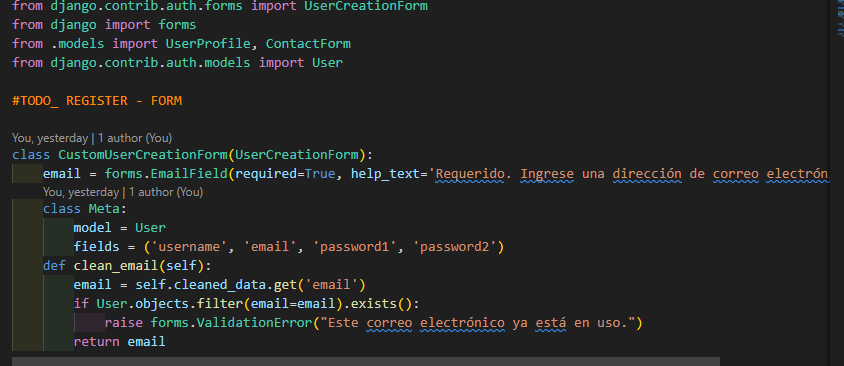 from django.contrib.auth.forms import UserCreationForm
from django import forms
from .models import UserProfile, ContactForm
from django.contrib.auth.models import User
#TODO_ REGISTER - FORM
You, yesterday | 1 author (You)
class CustomUserCreationForm(UserCreationForm):
    email = forms.EmailField(required=True, help_text='Requerido. Ingrese una dirección de correo electrón
    You, yesterday | 1 author (You)
    class Meta:
        model = User
        fields = ('username', 'email', 'password1', 'password2')
    def clean_email(self):
        email = self.cleaned_data.get('email')
        if User.objects.filter(email=email).exists():
            raise forms.ValidationError("Este correo electrónico ya está en uso.")
        return email